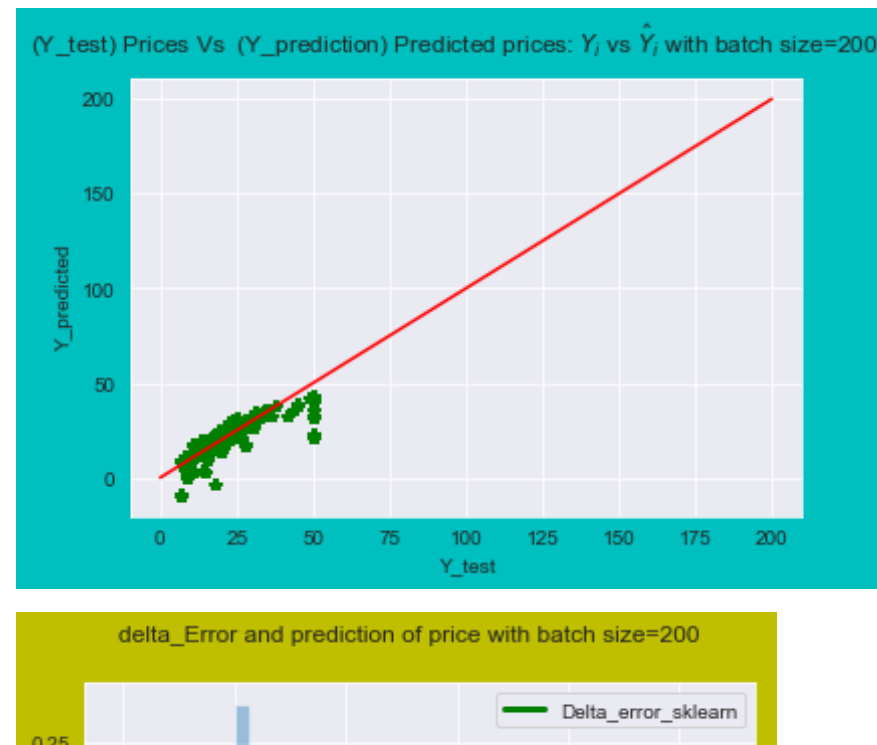 (Y_test) Prices Vs (Y_prediction) Predicted prices: Yᵢ vs Ŷᵢ with batch size=200
200
150
100
50
0
Y_predicted
0 25 50 75 100 125 150 175 200
Y_test
delta_Error and prediction of price with batch size=200
Delta_error_sklearn
0.25